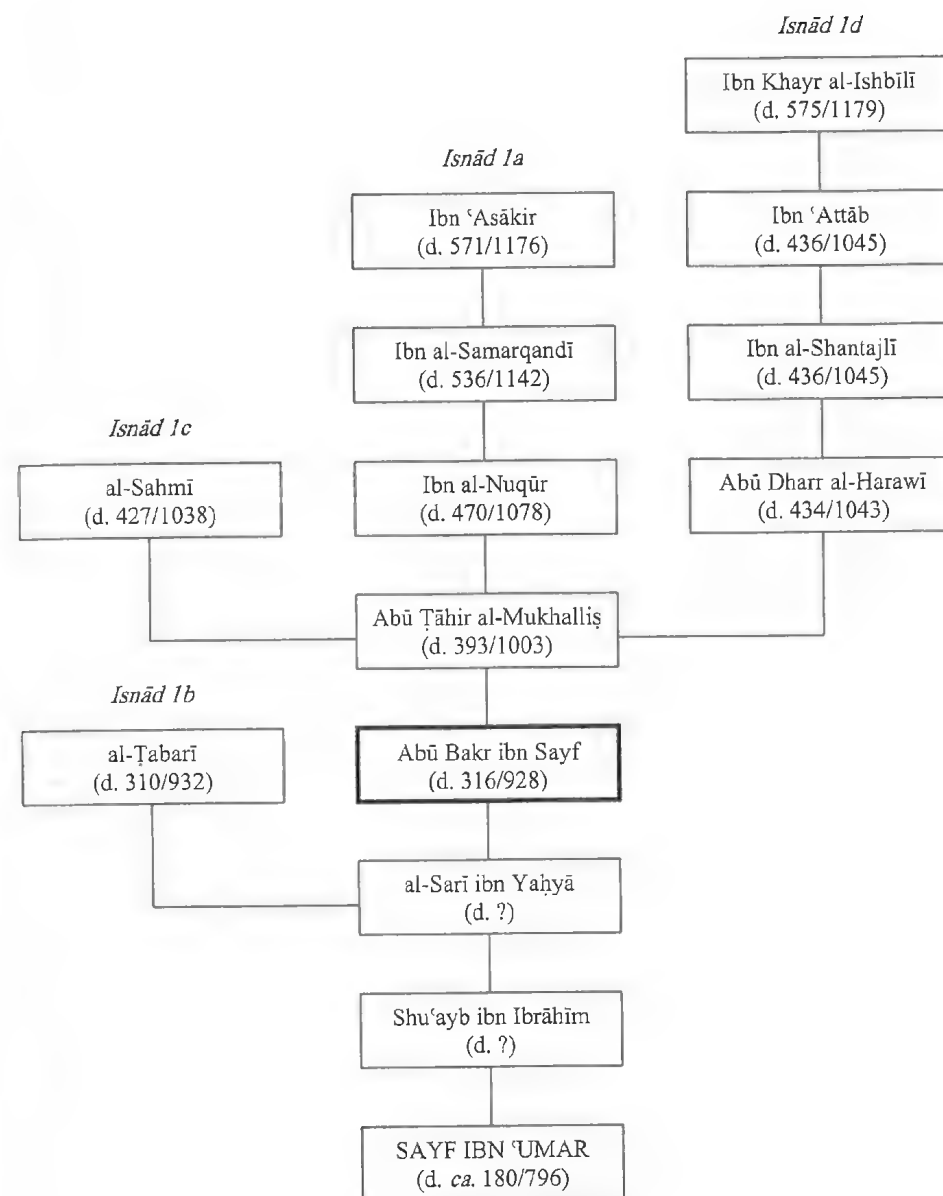 Isnād 1d
Ibn Khayr al-Ishbīlī
(d. 575/1179)
Isnād 1a
Ibn ʿAsākir
(d. 571/1176)
Ibn ʿAttāb
(d. 436/1045)
Ibn al-Samarqandī
(d. 536/1142)
Ibn al-Shantajlī
(d. 436/1045)
Isnād 1c
al-Sahmī
(d. 427/1038)
Ibn al-Nuqūr
(d. 470/1078)
Abū Dharr al-Harawī
(d. 434/1043)
Abū Ṭāhir al-Mukhalliṣ
(d. 393/1003)
Isnād 1b
al-Ṭabarī
(d. 310/932)
Abū Bakr ibn Sayf
(d. 316/928)
al-Sarī ibn Yaḥyā
(d. ?)
Shuʿayb ibn Ibrāhīm
(d. ?)
SAYF IBN ʿUMAR
(d. ca. 180/796)